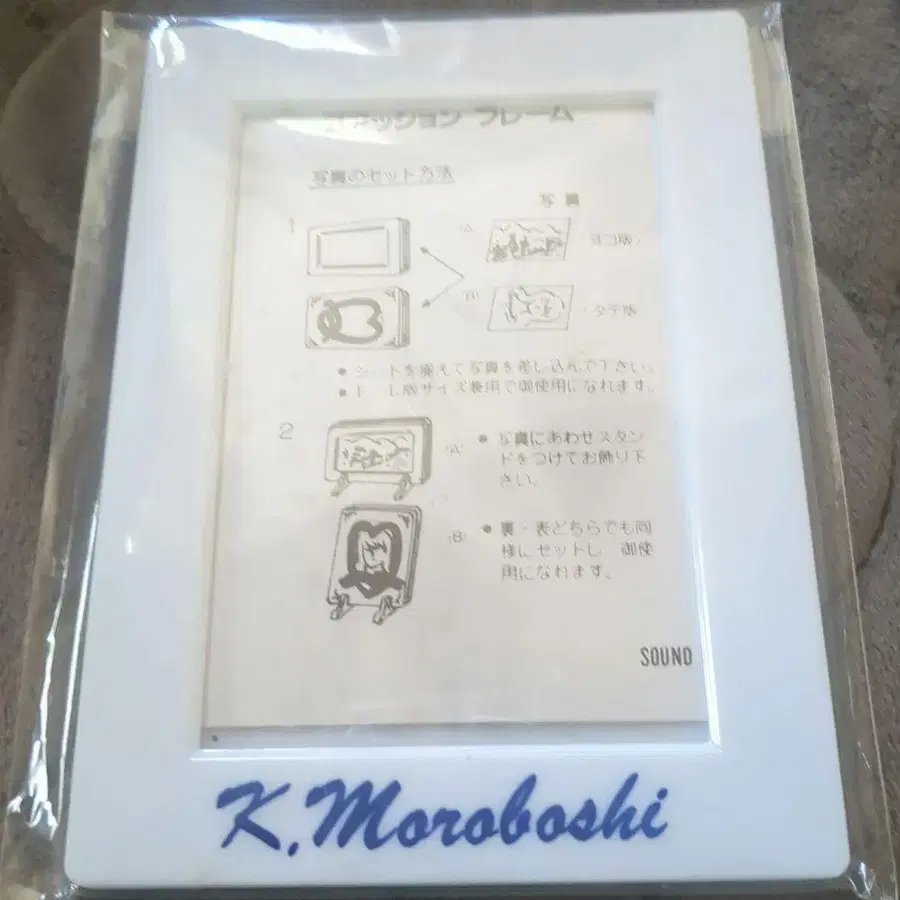 ファッション フレーム
写真のセット方法
写真
1
(A)
(ヨコ版)
(B)
(タテ版
● シートを揃えて写真を差し込んで下さい。
● E・L版サイズ兼用で御使用になれます。
2
(A)
● 写真にあわせスタン
ドをつけてお飾り下
さい。
(B)
● 裏・表どちらでも同
様にセットし 御使
用になれます。
SOUND
K.Moroboshi